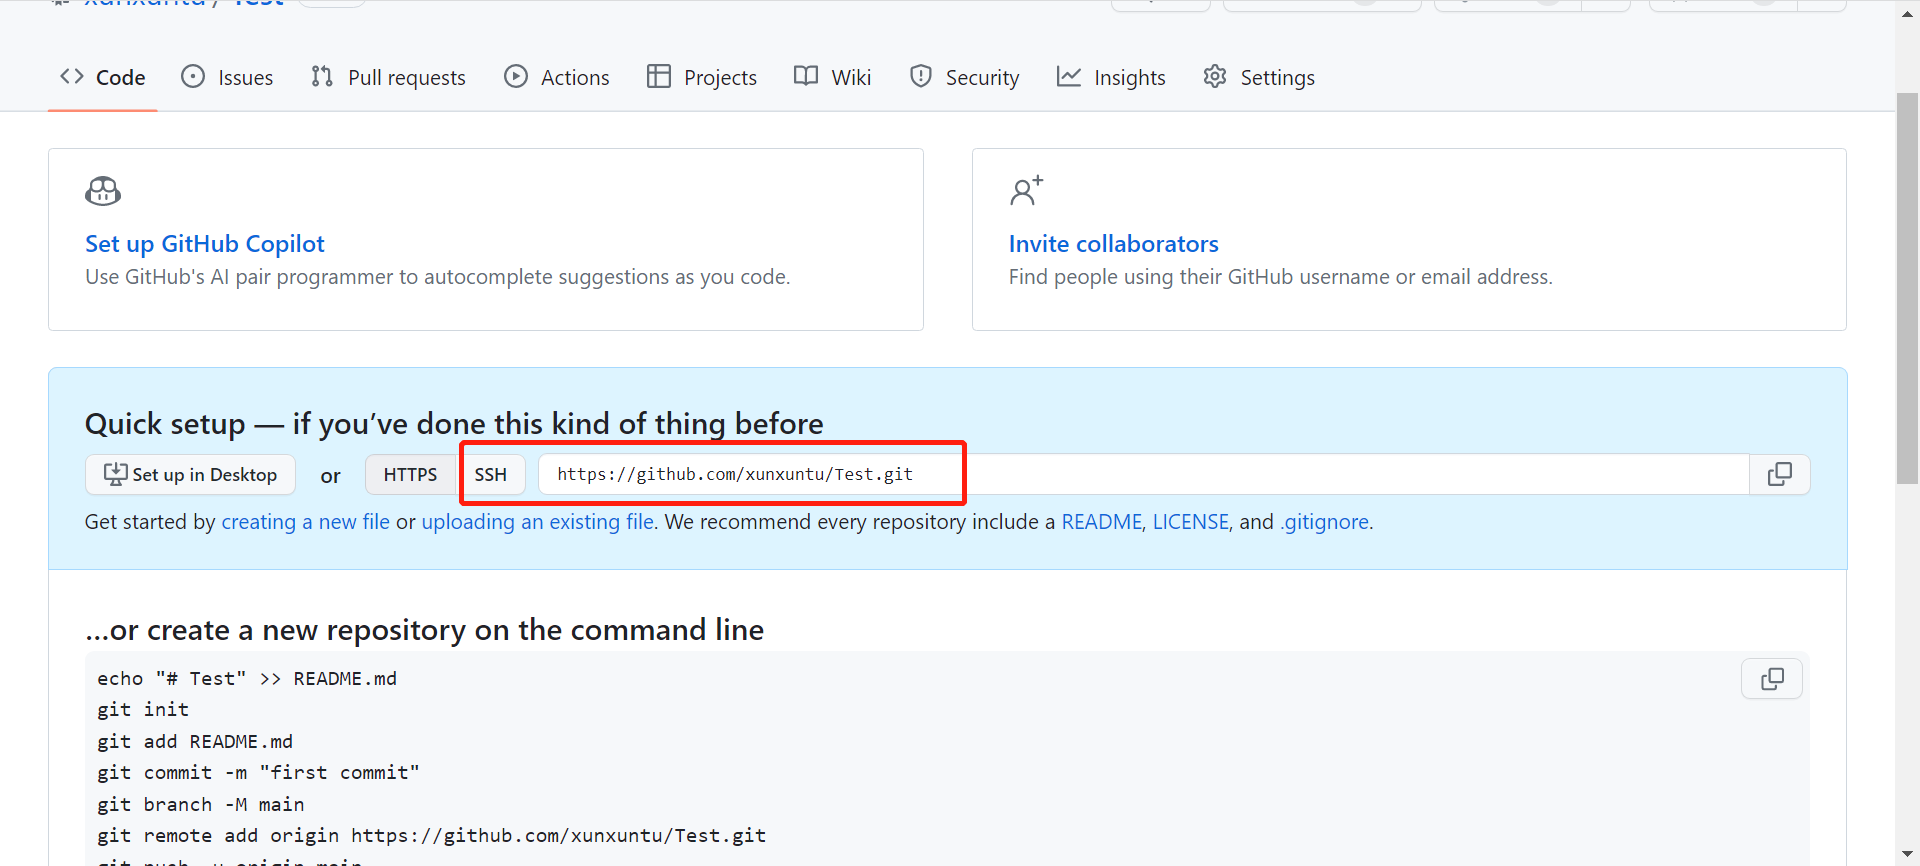 xunxuntu / Test
Code Issues Pull requests Actions Projects Wiki Security Insights Settings
Set up GitHub Copilot
Use GitHub's AI pair programmer to autocomplete suggestions as you code.
Invite collaborators
Find people using their GitHub username or email address.
Quick setup — if you’ve done this kind of thing before
Set up in Desktop or HTTPS SSH https://github.com/xunxuntu/Test.git
Get started by creating a new file or uploading an existing file. We recommend every repository include a README, LICENSE, and .gitignore.
…or create a new repository on the command line
echo "# Test" >> README.md
git init
git add README.md
git commit -m "first commit"
git branch -M main
git remote add origin https://github.com/xunxuntu/Test.git
git push -u origin main